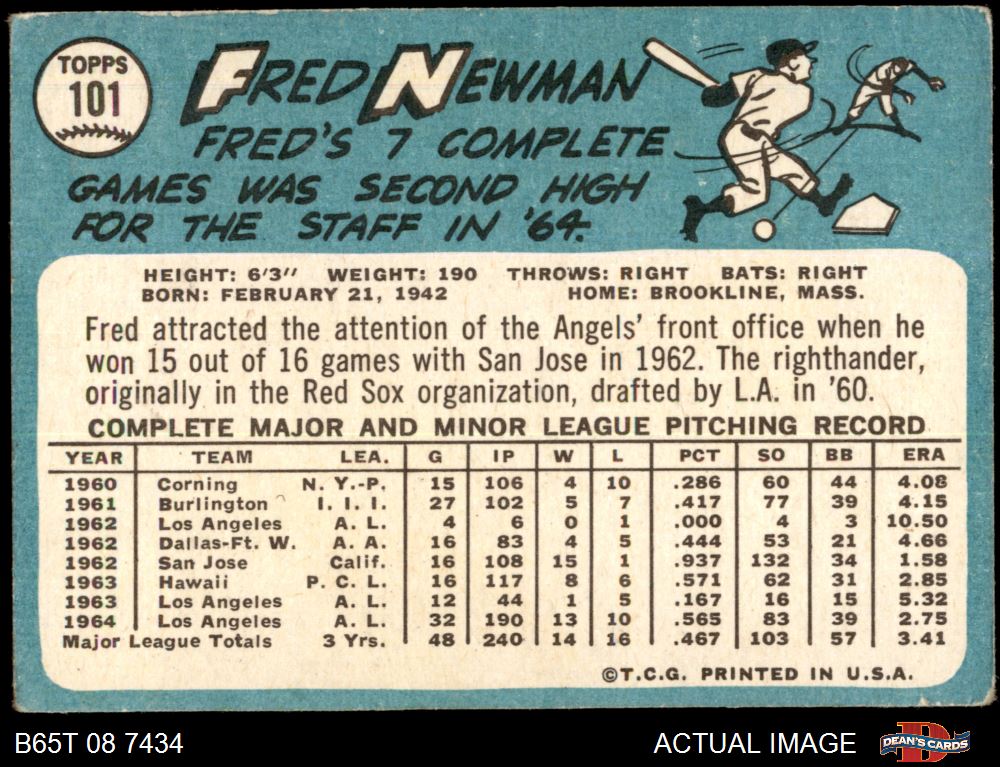 TOPPS
101
FRED NEWMAN
FRED'S 7 COMPLETE
GAMES WAS SECOND HIGH
FOR THE STAFF IN '64.
HEIGHT: 6'3" WEIGHT: 190 THROWS: RIGHT BATS: RIGHT
BORN: FEBRUARY 21, 1942 HOME: BROOKLINE, MASS.
Fred attracted the attention of the Angels' front office when he
won 15 out of 16 games with San Jose in 1962. The righthander,
originally in the Red Sox organization, drafted by L.A. in '60.
COMPLETE MAJOR AND MINOR LEAGUE PITCHING RECORD
YEAR TEAM LEA. G IP W L PCT SO BB ERA
1960 Corning N. Y.-P. 15 106 4 10 .286 60 44 4.08
1961 Burlington I. I. I. 27 102 5 7 .417 77 39 4.15
1962 Los Angeles A. L. 4 6 0 1 .000 4 3 10.50
1962 Dallas-Ft. W. A. A. 16 83 4 5 .444 53 21 4.66
1962 San Jose Calif. 16 108 15 1 .937 132 34 1.58
1963 Hawaii P. C. L. 16 117 8 6 .571 62 31 2.85
1963 Los Angeles A. L. 12 44 1 5 .167 16 15 5.32
1964 Los Angeles A. L. 32 190 13 10 .565 83 39 2.75
Major League Totals 3 Yrs. 48 240 14 16 .467 103 57 3.41
©T.C.G. PRINTED IN U.S.A.
B65T 08 7434 ACTUAL IMAGE D DEAN'S CARDS